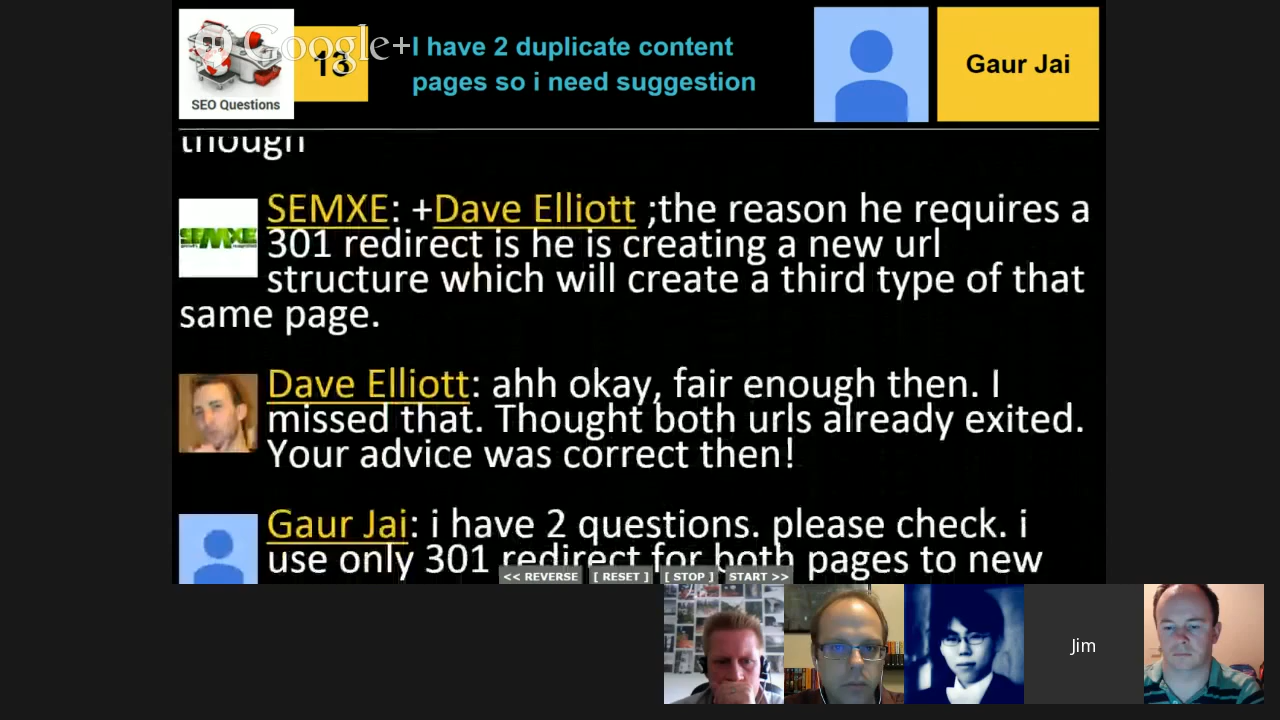 Google+
SEO Questions
13
I have 2 duplicate content
pages so i need suggestion
Gaur Jai
though
SEMXE: +Dave Elliott ;the reason he requires a
301 redirect is he is creating a new url
structure which will create a third type of that
same page.
SEMXE
Dave Elliott: ahh okay, fair enough then. I
missed that. Thought both urls already exited.
Your advice was correct then!
Gaur Jai: i have 2 questions. please check. i
use only 301 redirect for both pages to new
<< REVERSE [ RESET ] [ STOP ] START >>
Jim